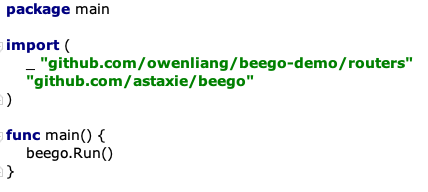 package main
import (
_ "github.com/owenliang/beego-demo/routers"
"github.com/astaxie/beego"
)
func main() {
beego.Run()
}